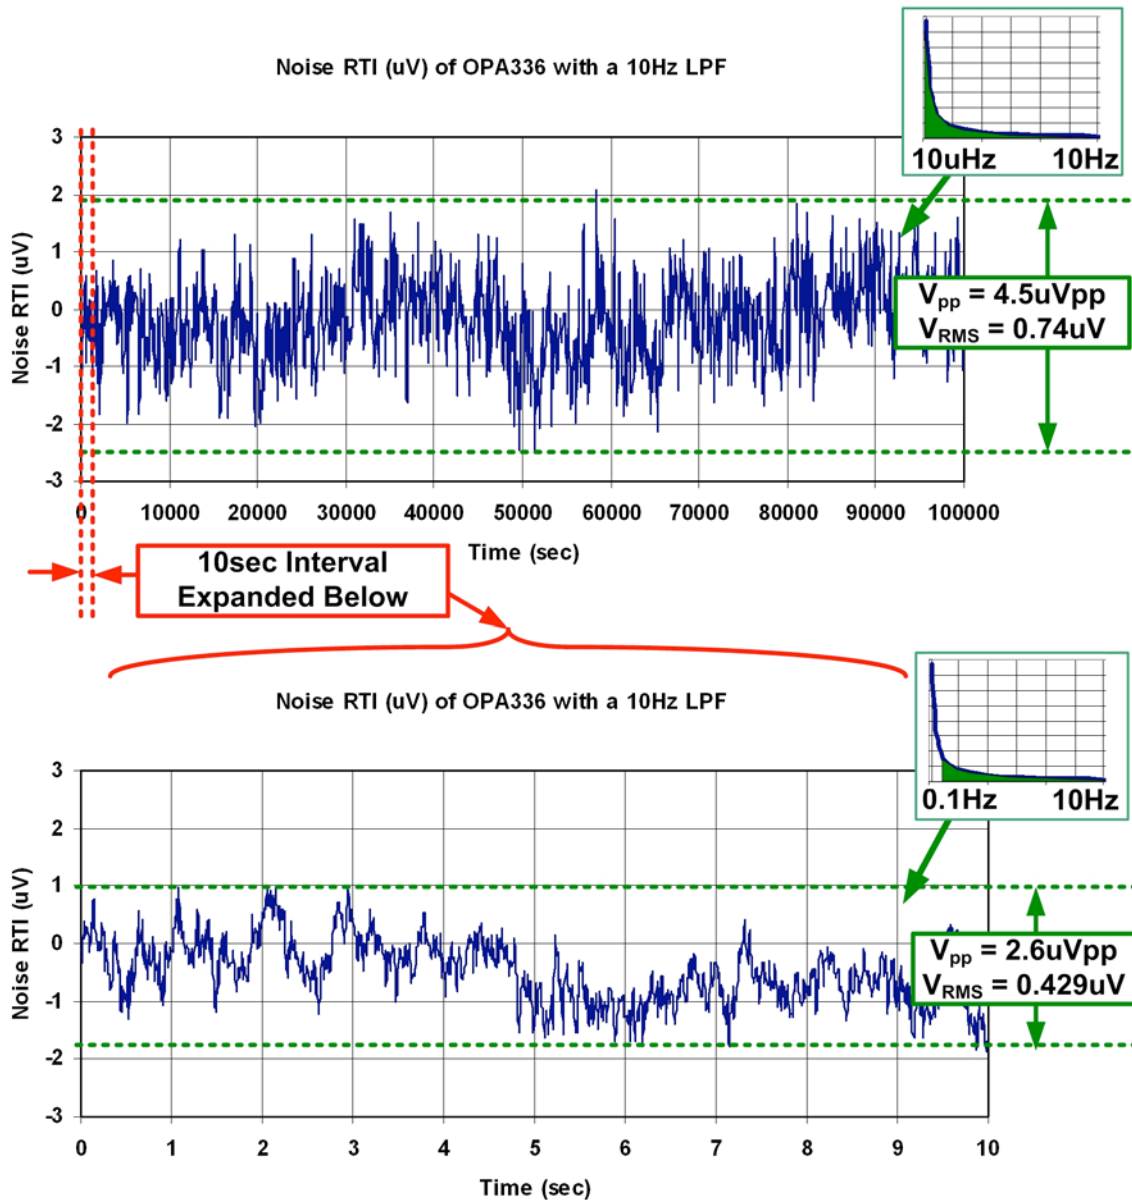 Noise RTI (uV) of OPA336 with a 10Hz LPF
10uHz 10Hz
3
2
1
0
-1
-2
-3
Noise RTI (uV)
Vpp = 4.5uVpp
VRMS = 0.74uV
0 10000 20000 30000 40000 50000 60000 70000 80000 90000 100000
Time (sec)
10sec Interval
Expanded Below
Noise RTI (uV) of OPA336 with a 10Hz LPF
0.1Hz 10Hz
3
2
1
0
-1
-2
-3
Noise RTI (uV)
Vpp = 2.6uVpp
VRMS = 0.429uV
0 1 2 3 4 5 6 7 8 9 10
Time (sec)